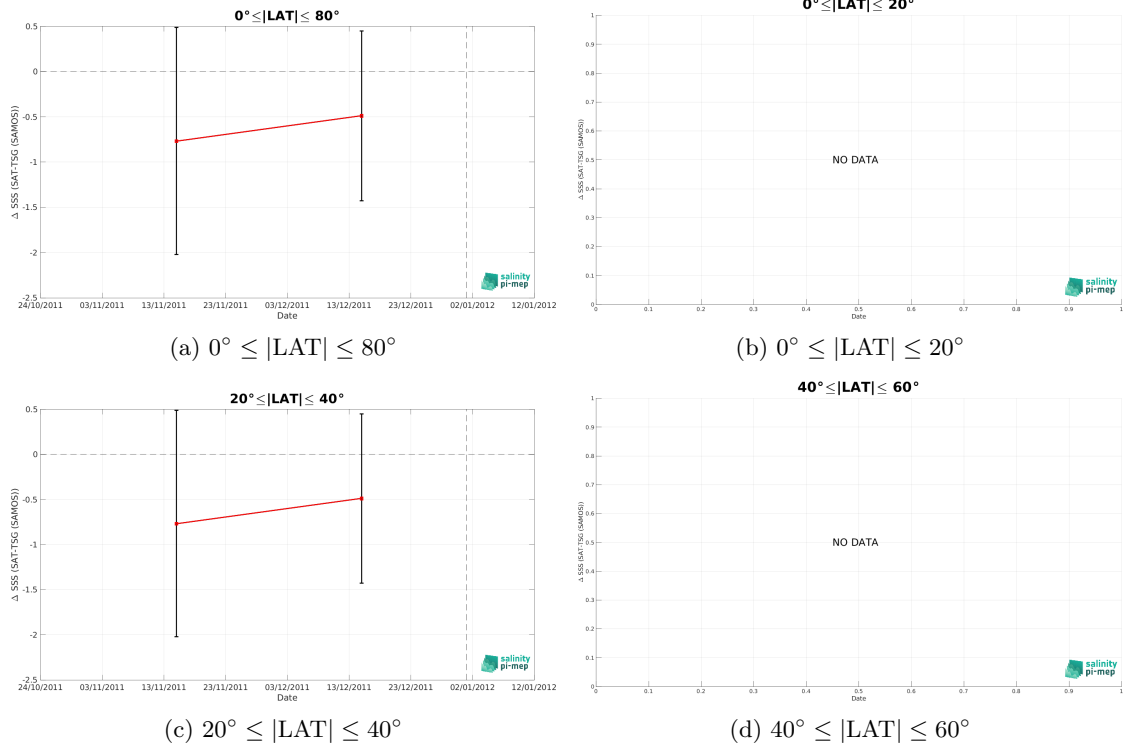 0°≤|LAT|≤ 80°
Δ SSS (SAT-TSG (SAMOS))
0.5
0
-0.5
-1
-1.5
-2
-2.5
24/10/2011 03/11/2011 13/11/2011 23/11/2011 03/12/2011 13/12/2011 23/12/2011 02/01/2012 12/01/2012
Date
salinity
pi-mep
(a) 0° ≤ |LAT| ≤ 80°
0°≤|LAT|≤ 20°
Δ SSS (SAT-TSG (SAMOS))
1
0.9
0.8
0.7
0.6
0.5
0.4
0.3
0.2
0.1
0
NO DATA
0 0.1 0.2 0.3 0.4 0.5 0.6 0.7 0.8 0.9 1
Date
salinity
pi-mep
(b) 0° ≤ |LAT| ≤ 20°
20°≤|LAT|≤ 40°
Δ SSS (SAT-TSG (SAMOS))
0.5
0
-0.5
-1
-1.5
-2
-2.5
24/10/2011 03/11/2011 13/11/2011 23/11/2011 03/12/2011 13/12/2011 23/12/2011 02/01/2012 12/01/2012
Date
salinity
pi-mep
(c) 20° ≤ |LAT| ≤ 40°
40°≤|LAT|≤ 60°
Δ SSS (SAT-TSG (SAMOS))
1
0.9
0.8
0.7
0.6
0.5
0.4
0.3
0.2
0.1
0
NO DATA
0 0.1 0.2 0.3 0.4 0.5 0.6 0.7 0.8 0.9 1
Date
salinity
pi-mep
(d) 40° ≤ |LAT| ≤ 60°